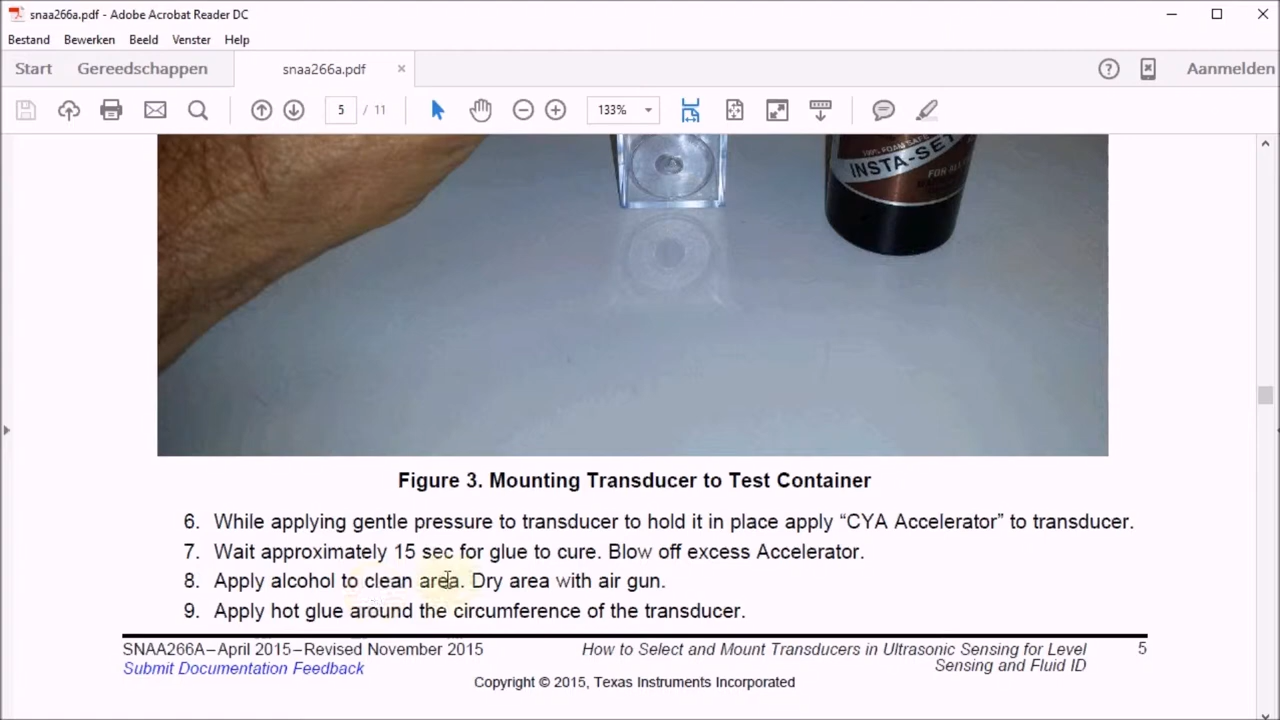 snaa266a.pdf - Adobe Acrobat Reader DC
Bestand Bewerken Beeld Venster Help
Start Gereedschappen snaa266a.pdf × Aanmelden
5 / 11 133%
100% FOAM SAFE
INSTA-SET
FOR ALL
Figure 3. Mounting Transducer to Test Container
6. While applying gentle pressure to transducer to hold it in place apply “CYA Accelerator” to transducer.
7. Wait approximately 15 sec for glue to cure. Blow off excess Accelerator.
8. Apply alcohol to clean area. Dry area with air gun.
9. Apply hot glue around the circumference of the transducer.
SNAA266A–April 2015–Revised November 2015 How to Select and Mount Transducers in Ultrasonic Sensing for Level 5
Submit Documentation Feedback Sensing and Fluid ID
Copyright © 2015, Texas Instruments Incorporated